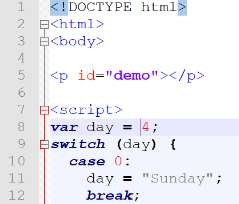 1 <!DOCTYPE html>
2 <html>
3 <body>
4
5 <p id="demo"></p>
6
7 <script>
8 var day = 4;
9 switch (day) {
10 case 0:
11 day = "Sunday";
12 break;